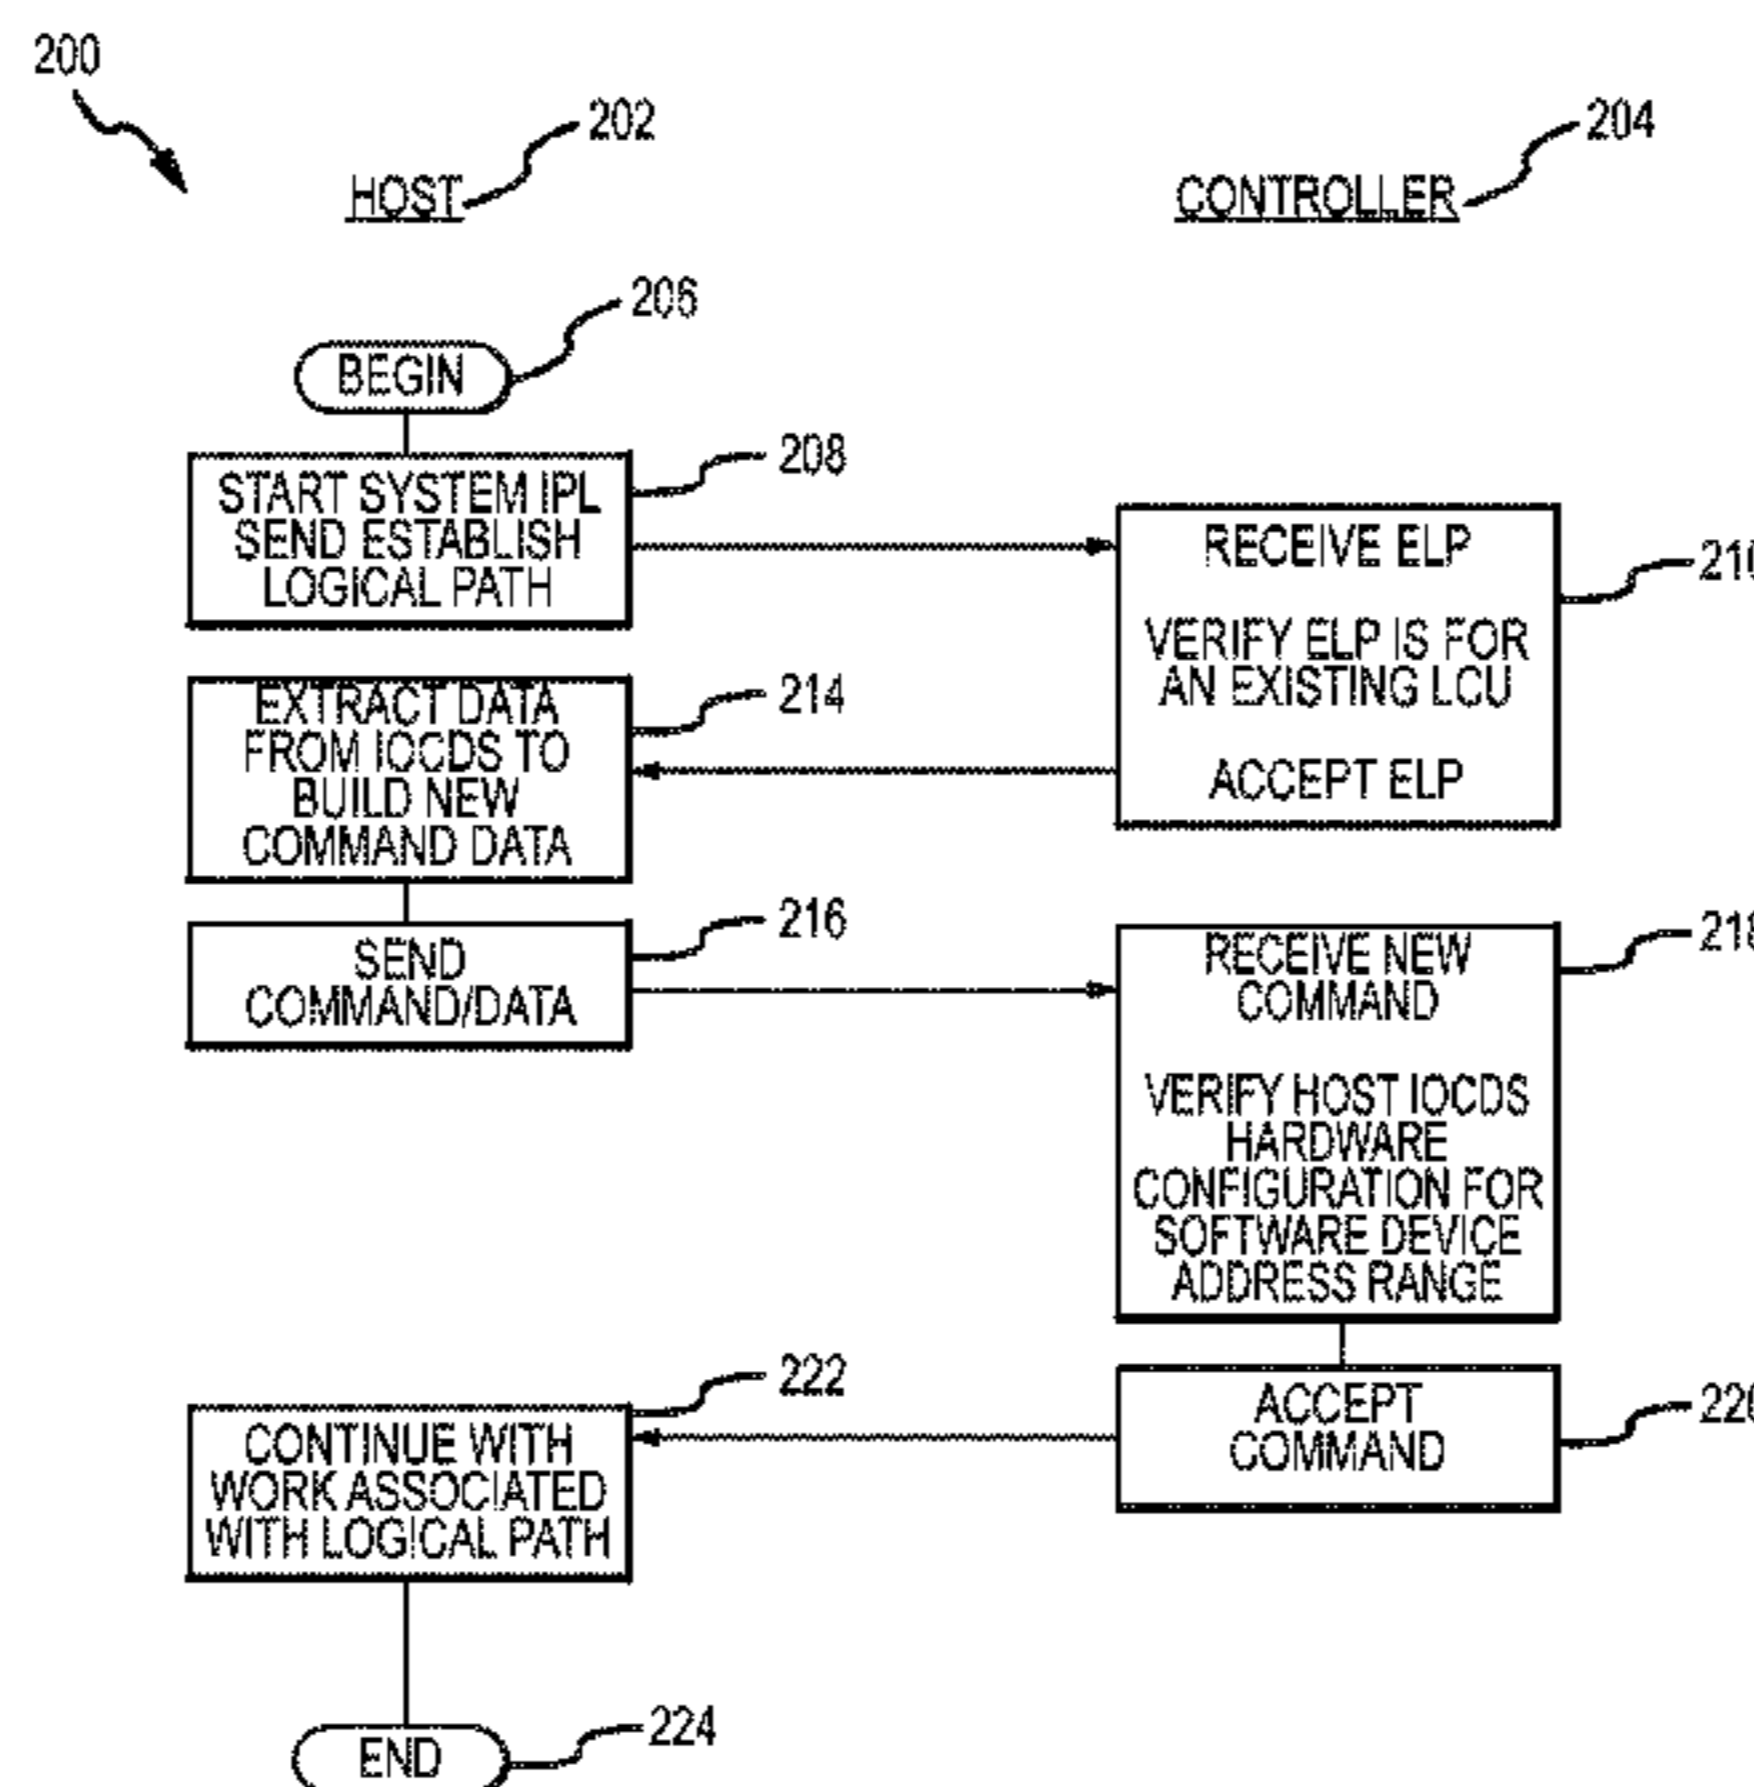 200
202
204
HOST
CONTROLLER
206
BEGIN
208
START SYSTEM IPL
SEND ESTABLISH
LOGICAL PATH
RECEIVE ELP
VERIFY ELP IS FOR
AN EXISTING LCU
ACCEPT ELP
210
214
EXTRACT DATA
FROM IOCDS TO
BUILD NEW
COMMAND DATA
216
SEND
COMMAND/DATA
218
RECEIVE NEW
COMMAND
VERIFY HOST IOCDS
HARDWARE
CONFIGURATION FOR
SOFTWARE DEVICE
ADDRESS RANGE
220
ACCEPT
COMMAND
222
CONTINUE WITH
WORK ASSOCIATED
WITH LOGICAL PATH
224
END